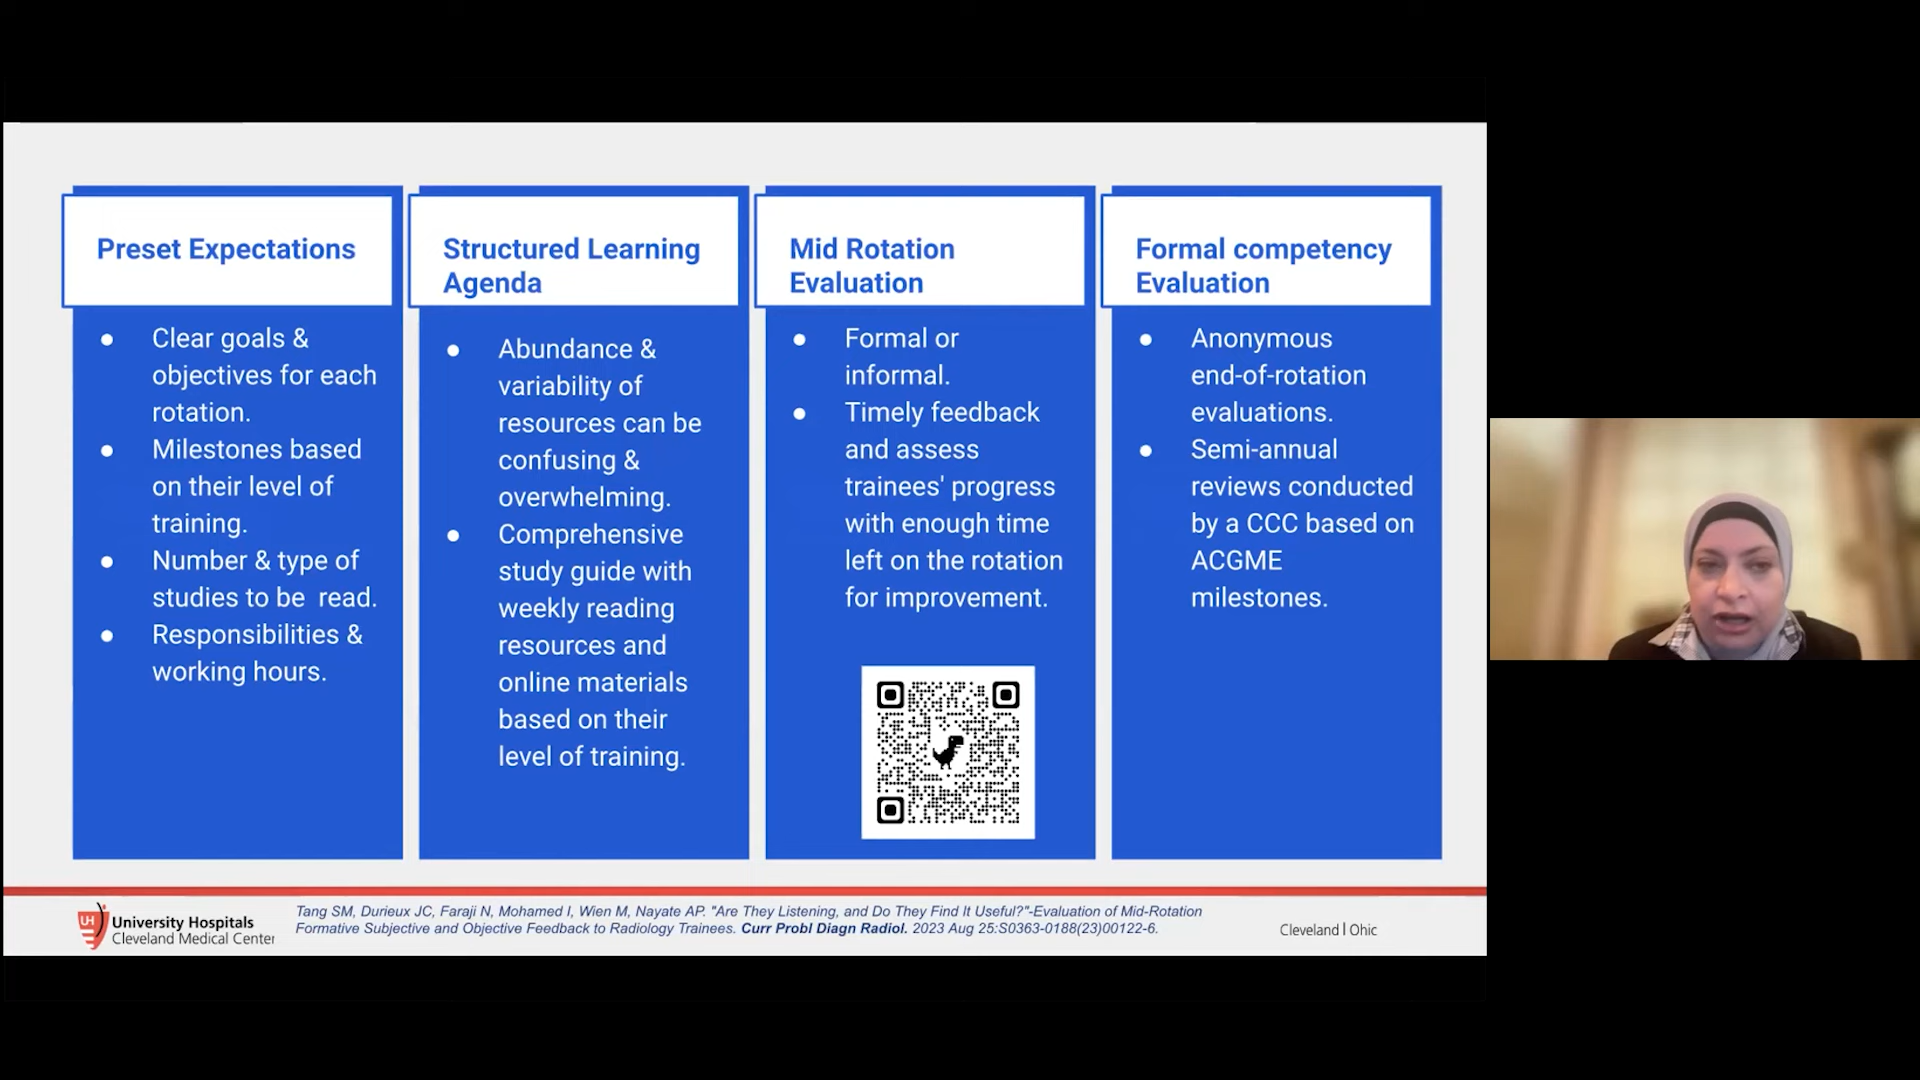 Preset Expectations
● Clear goals &
objectives for each
rotation.
● Milestones based
on their level of
training.
● Number & type of
studies to be read.
● Responsibilities &
working hours.
Structured Learning
Agenda
● Abundance &
variability of
resources can be
confusing &
overwhelming.
● Comprehensive
study guide with
weekly reading
resources and
online materials
based on their
level of training.
Mid Rotation
Evaluation
● Formal or
informal.
● Timely feedback
and assess
trainees' progress
with enough time
left on the rotation
for improvement.
Formal competency
Evaluation
● Anonymous
end-of-rotation
evaluations.
● Semi-annual
reviews conducted
by a CCC based on
ACGME
milestones.
UH
University Hospitals
Cleveland Medical Center
Tang SM, Durieux JC, Faraji N, Mohamed I, Wien M, Nayate AP. "Are They Listening, and Do They Find It Useful?"-Evaluation of Mid-Rotation
Formative Subjective and Objective Feedback to Radiology Trainees. Curr Probl Diagn Radiol. 2023 Aug 25:S0363-0188(23)00122-6.
Cleveland | Ohio